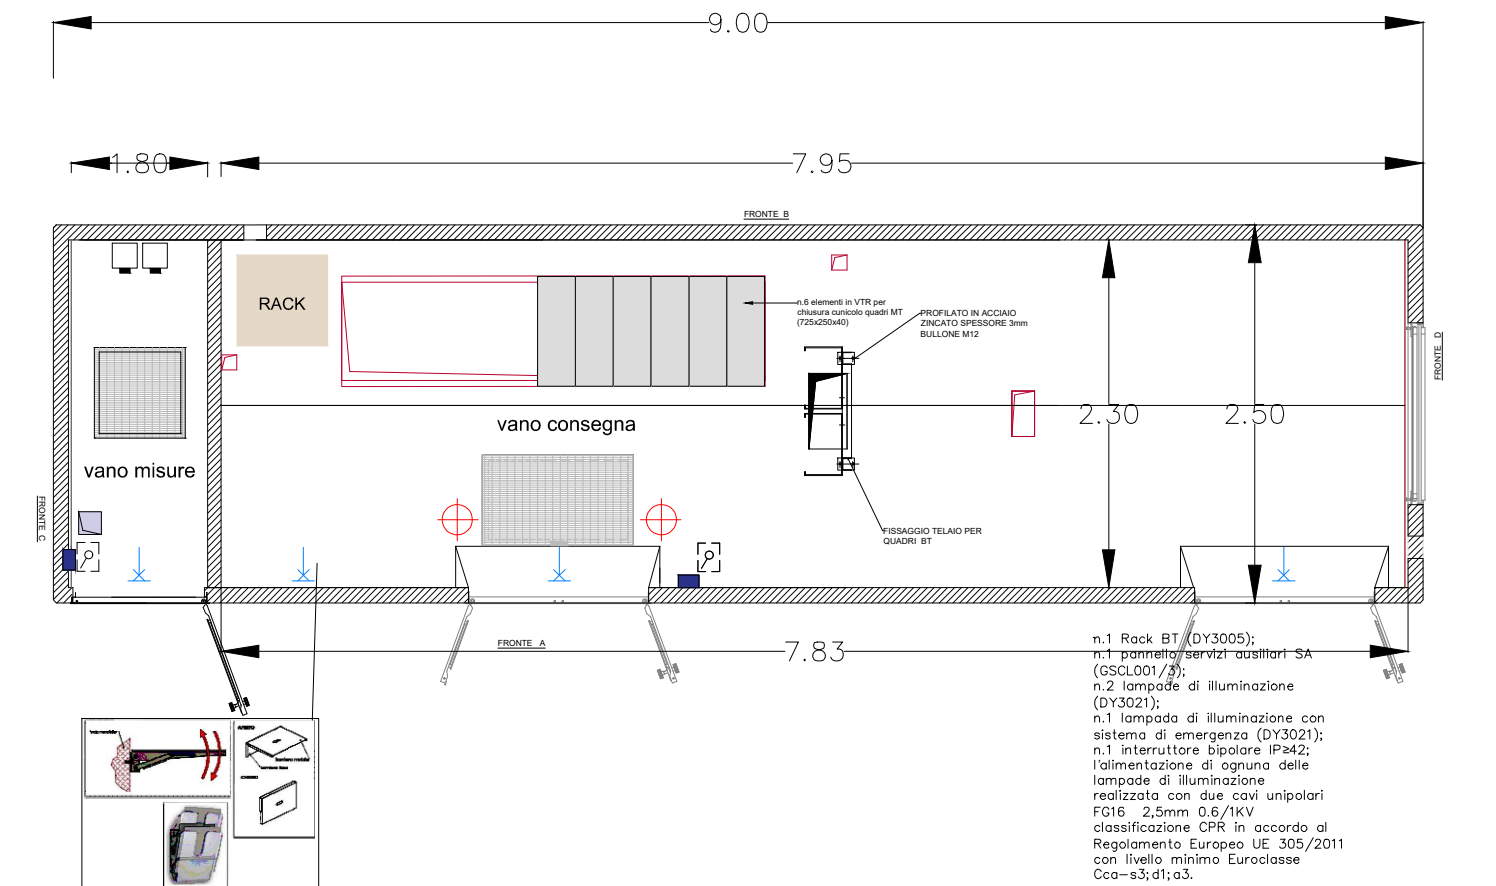 9.00
1.80
7.95
FRONTE B
RACK
n.6 elementi in VTR per
chiusura cunicolo quadri MT
(725x250x40)
PROFILATO IN ACCIAIO
ZINCATO SPESSORE 3mm
BULLONE M12
FRONTE D
2.30
2.50
vano consegna
vano misure
FRONTE C
FISSAGGIO TELAIO PER
QUADRI BT
FRONTE A
7.83
n.1 Rack BT (DY3005);
n.1 pannello servizi ausiliari SA
(GSCL001/3);
n.2 lampade di illuminazione
(DY3021);
n.1 lampada di illuminazione con
sistema di emergenza (DY3021);
n.1 interruttore bipolare IP≥42;
l'alimentazione di ognuna delle
lampade di illuminazione
realizzata con due cavi unipolari
FG16 2,5mm 0.6/1KV
classificazione CPR in accordo al
Regolamento Europeo UE 305/2011
con livello minimo Euroclasse
Cca-s3;d1;a3.